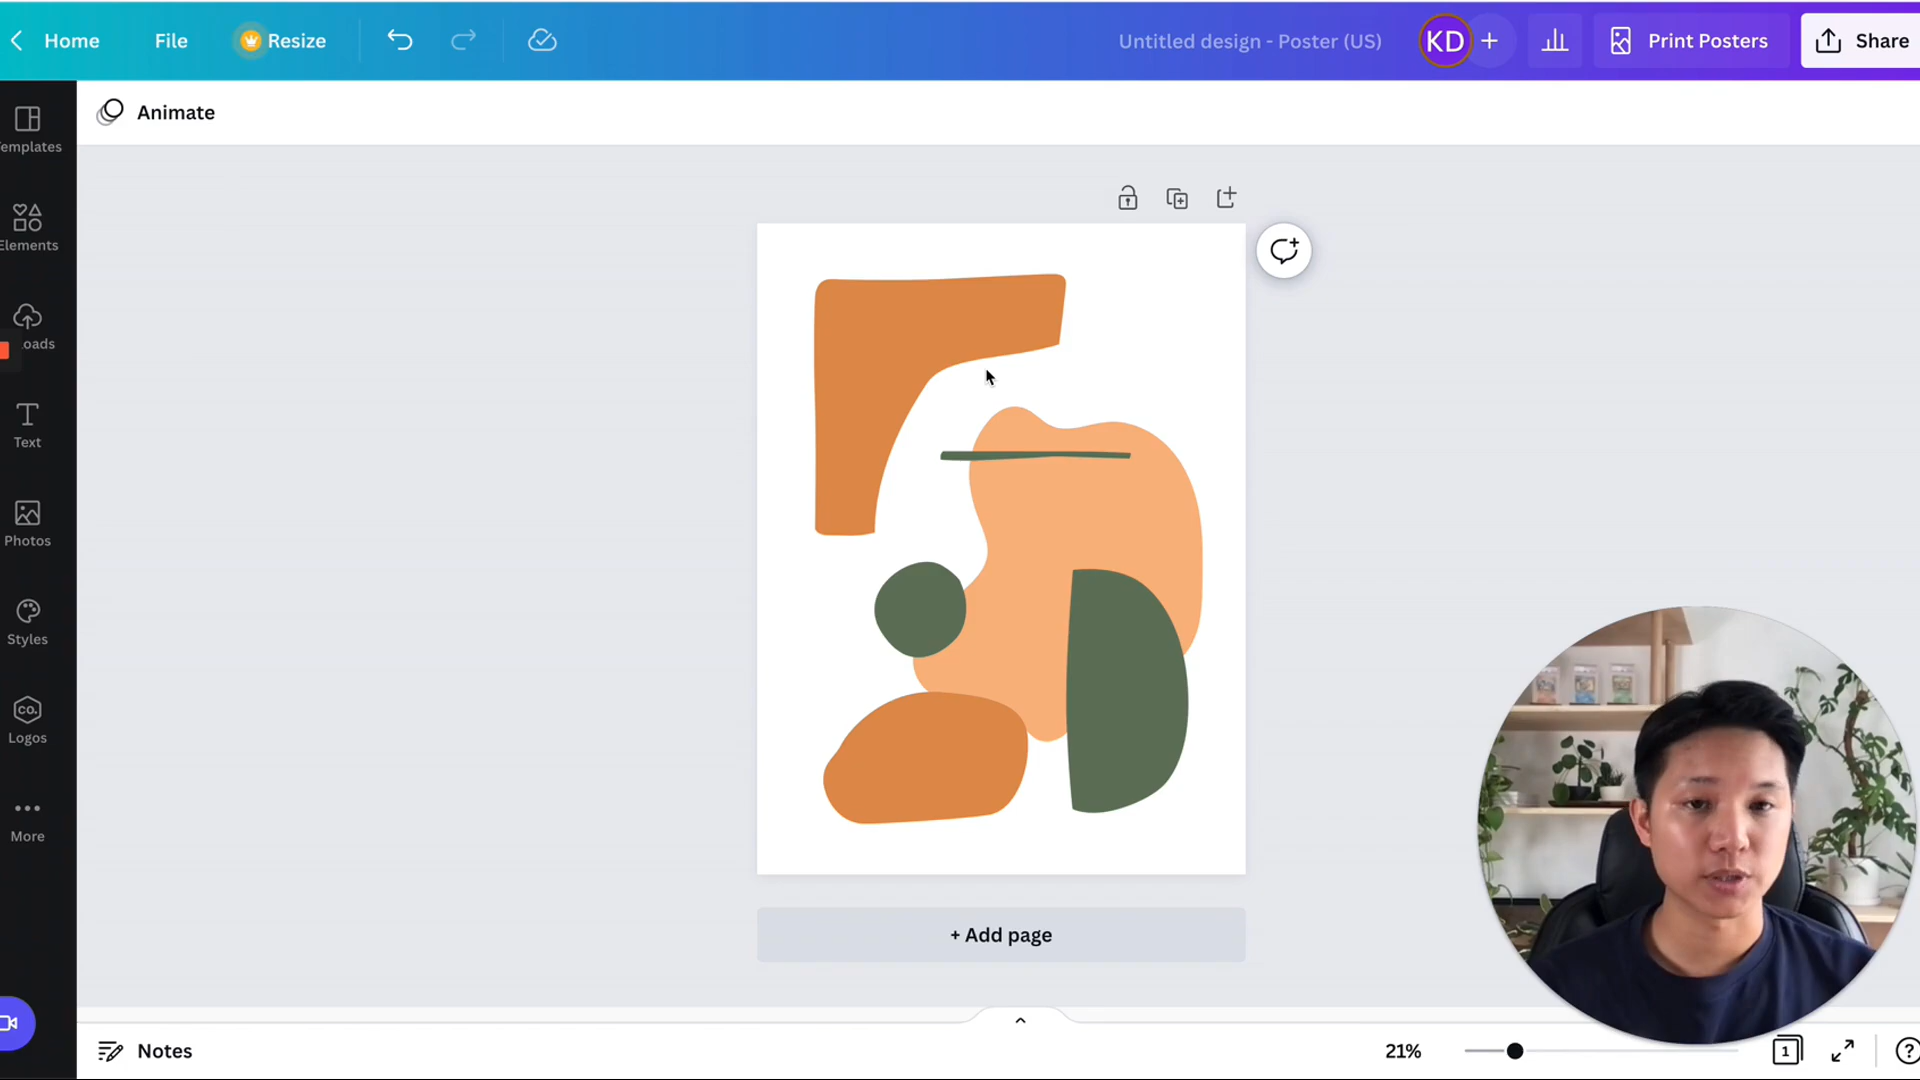 Home
File
Resize
Untitled design - Poster (US)
KD
+
Print Posters
Share
Animate
emplates
Elements
oads
Text
Photos
Styles
CO.
Logos
More
+ Add page
Notes
21%
1
?